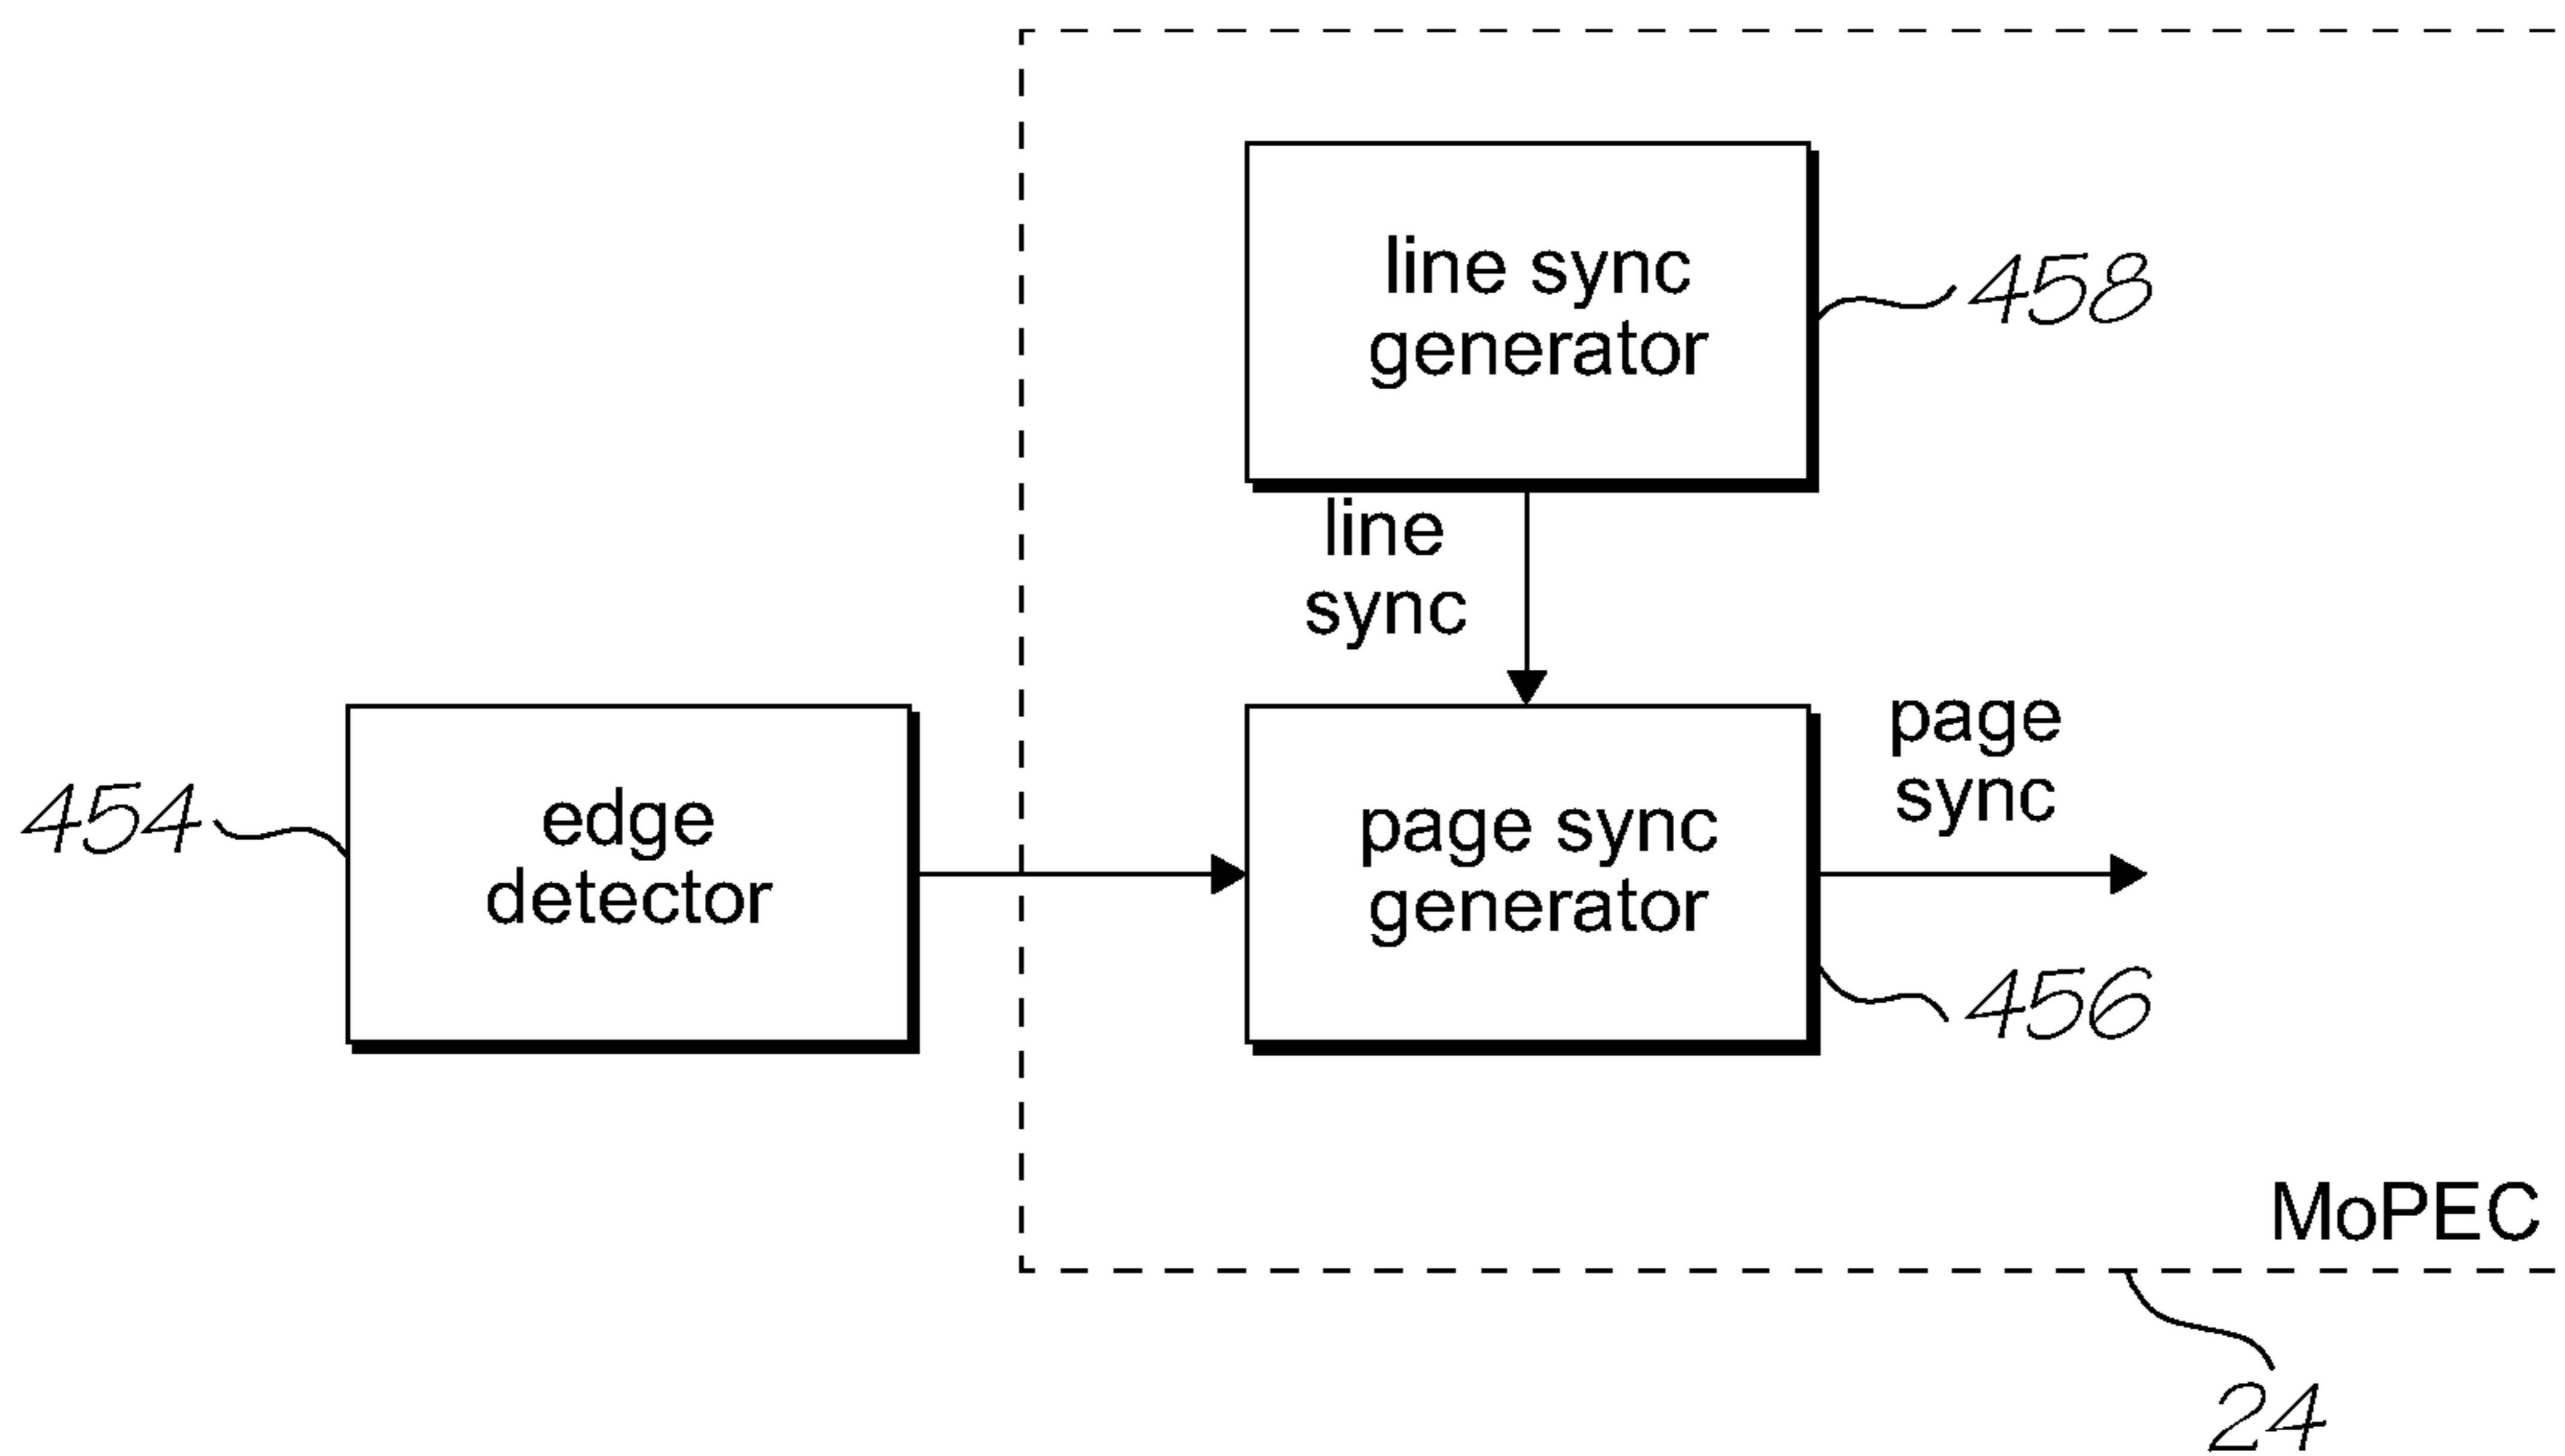 line sync
generator
458
line
sync
page
sync
454
edge
detector
page sync
generator
456
MoPEC
24